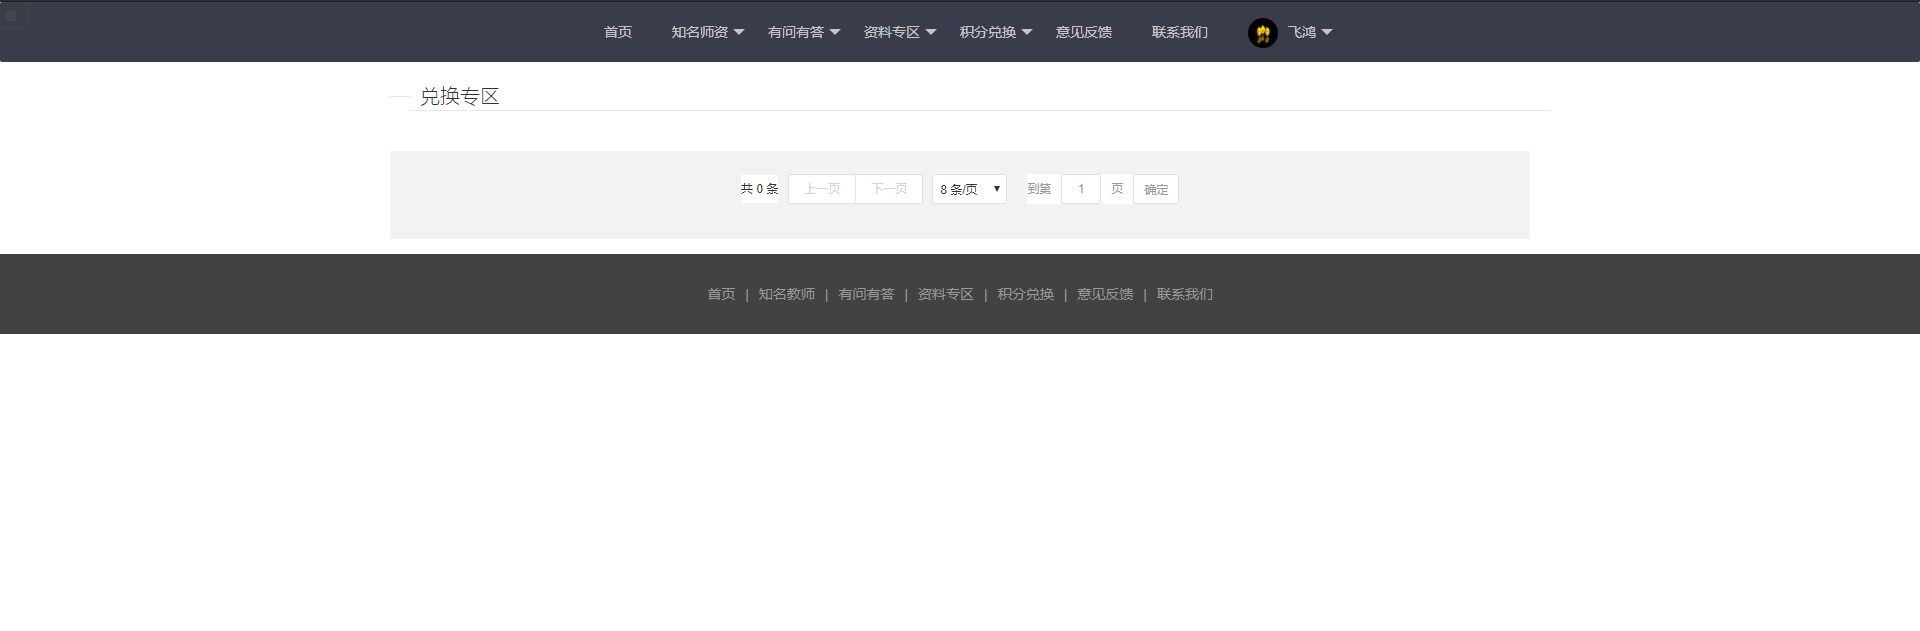 首页 知名师资 有问有答 资料专区 积分兑换 意见反馈 联系我们 飞鸿
兑换专区
共 0 条 上一页 下一页 8 条/页 到第 1 页 确定
首页 | 知名教师 | 有问有答 | 资料专区 | 积分兑换 | 意见反馈 | 联系我们